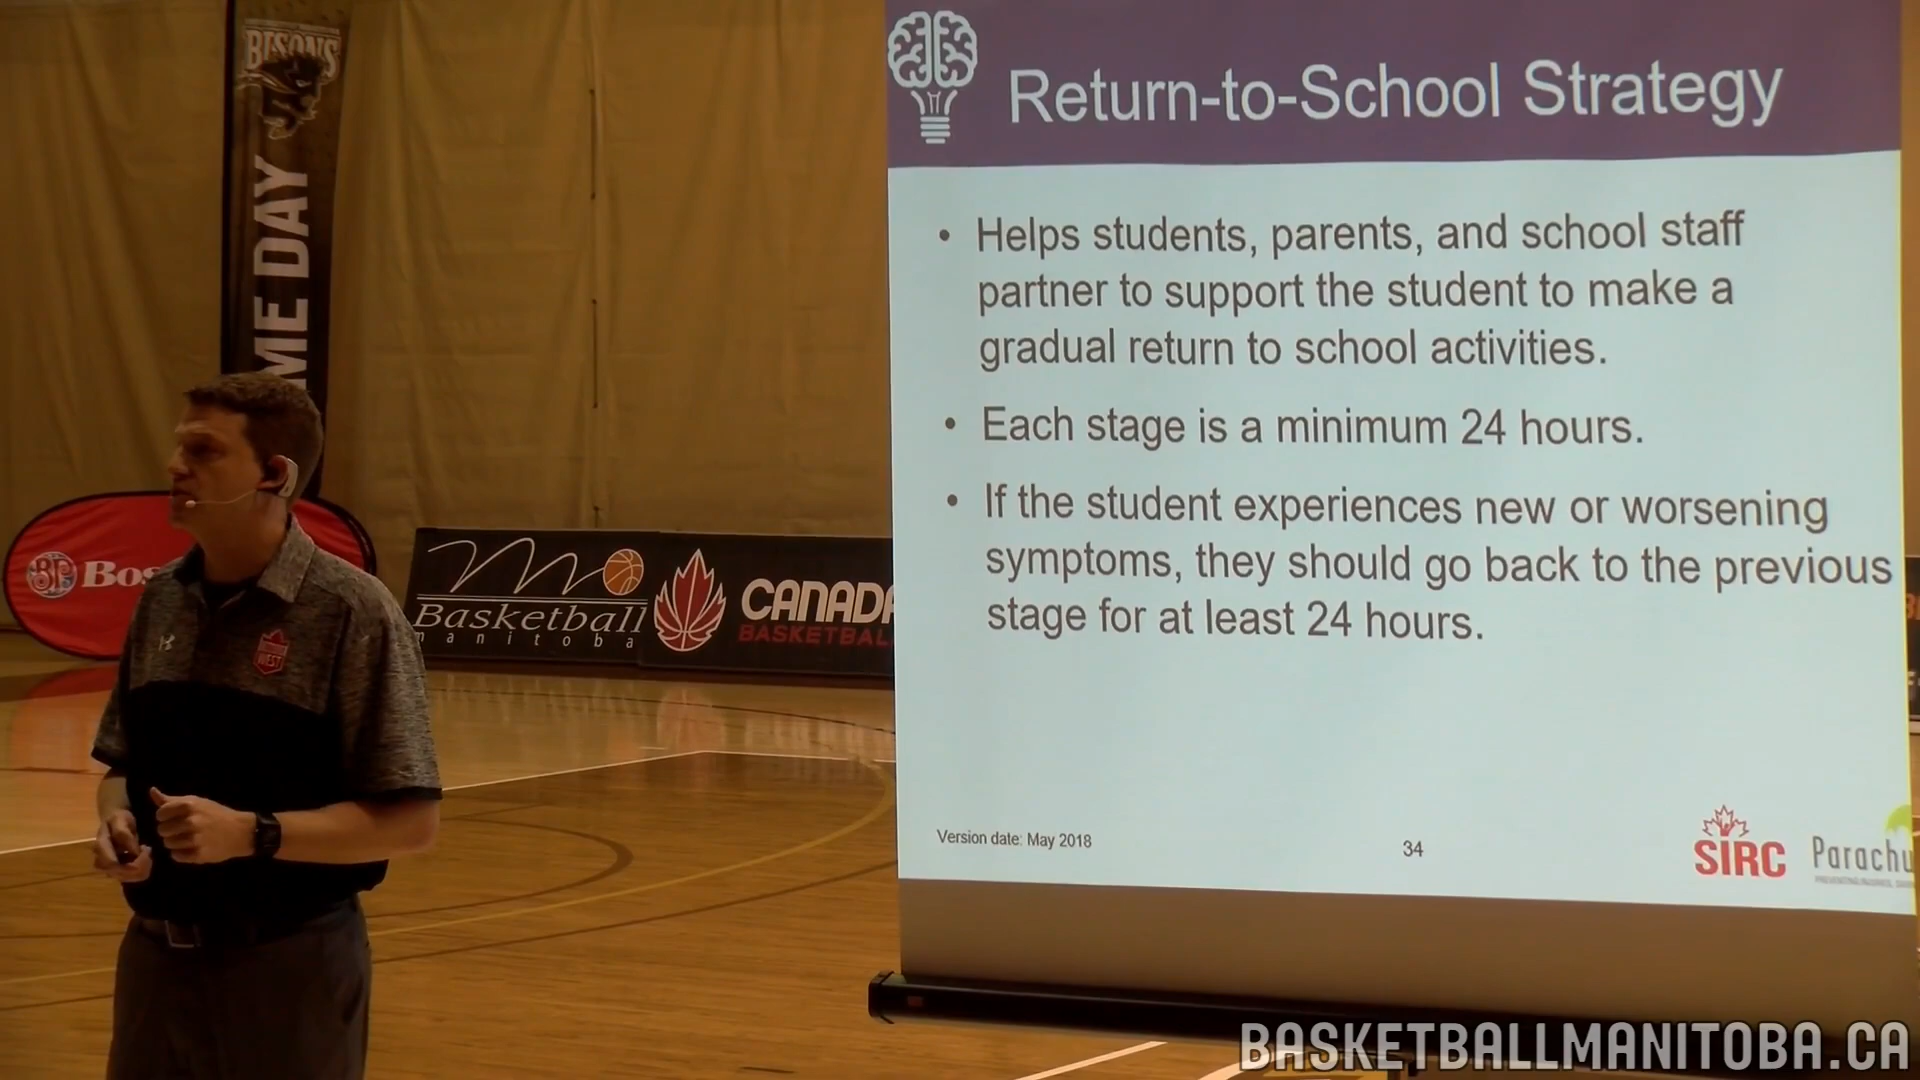 BISONS
ME DAY
Return-to-School Strategy
• Helps students, parents, and school staff
partner to support the student to make a
gradual return to school activities.
• Each stage is a minimum 24 hours.
• If the student experiences new or worsening
symptoms, they should go back to the previous
stage for at least 24 hours.
Version date: May 2018
34
SIRC
Parachu
BP Bos
Basketball
manitoba
CANADA
BASKETBAL
WEST
BASKETBALLMANITOBA.CA